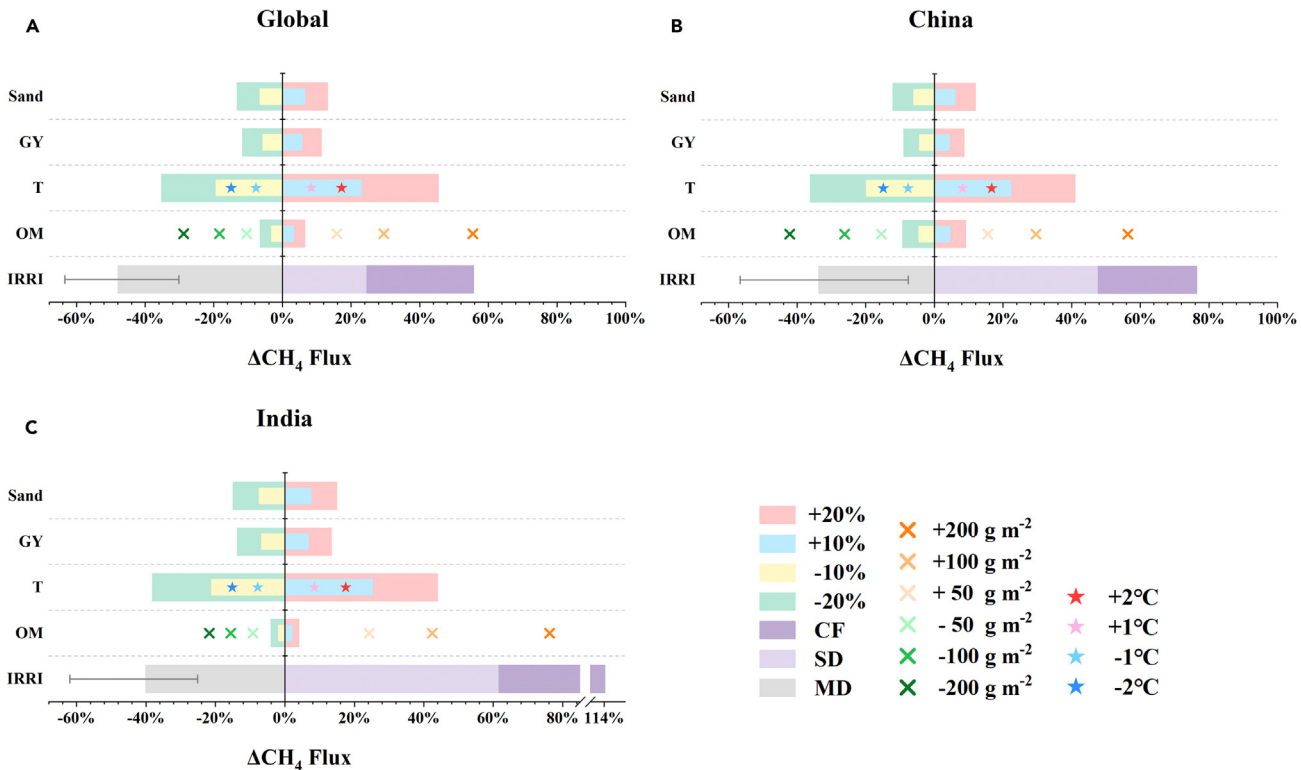 A
Global
Sand
GY
T
OM
IRRI
-60% -40% -20% 0% 20% 40% 60% 80% 100%
ΔCH₄ Flux
B
China
Sand
GY
T
OM
IRRI
-60% -40% -20% 0% 20% 40% 60% 80% 100%
ΔCH₄ Flux
C
India
Sand
GY
T
OM
IRRI
-60% -40% -20% 0% 20% 40% 60% 80% 114%
ΔCH₄ Flux
+20%
+10%
-10%
-20%
CF
SD
MD
+200 g m⁻²
+100 g m⁻²
+ 50 g m⁻²
- 50 g m⁻²
-100 g m⁻²
-200 g m⁻²
+2°C
+1°C
-1°C
-2°C